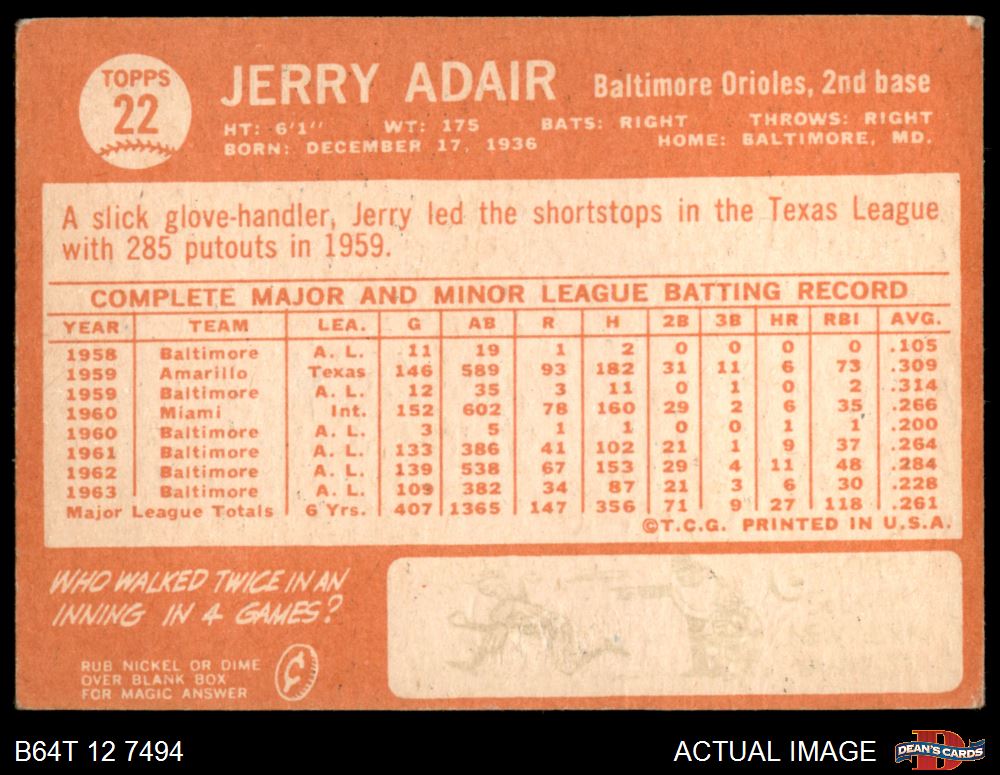 TOPPS
22
JERRY ADAIR
Baltimore Orioles, 2nd base
HT: 6'1" WT: 175 BATS: RIGHT THROWS: RIGHT
BORN: DECEMBER 17, 1936 HOME: BALTIMORE, MD.
A slick glove-handler, Jerry led the shortstops in the Texas League
with 285 putouts in 1959.
COMPLETE MAJOR AND MINOR LEAGUE BATTING RECORD
YEAR TEAM LEA. G AB R H 2B 3B HR RBI AVG.
1958 Baltimore A. L. 11 19 1 2 0 0 0 0 .105
1959 Amarillo Texas 146 589 93 182 31 11 6 73 .309
1959 Baltimore A. L. 12 35 3 11 0 1 0 2 .314
1960 Miami Int. 152 602 78 160 29 2 6 35 .266
1960 Baltimore A. L. 3 5 1 1 0 0 1 1 .200
1961 Baltimore A. L. 133 386 41 102 21 1 9 37 .264
1962 Baltimore A. L. 139 538 67 153 29 4 11 48 .284
1963 Baltimore A. L. 109 382 34 87 21 3 6 30 .228
Major League Totals 6 Yrs. 407 1365 147 356 71 9 27 118 .261
©T.C.G. PRINTED IN U.S.A.
WHO WALKED TWICE IN AN
INNING IN 4 GAMES?
RUB NICKEL OR DIME
OVER BLANK BOX
FOR MAGIC ANSWER
B64T 12 7494
ACTUAL IMAGE
DEAN'S CARDS